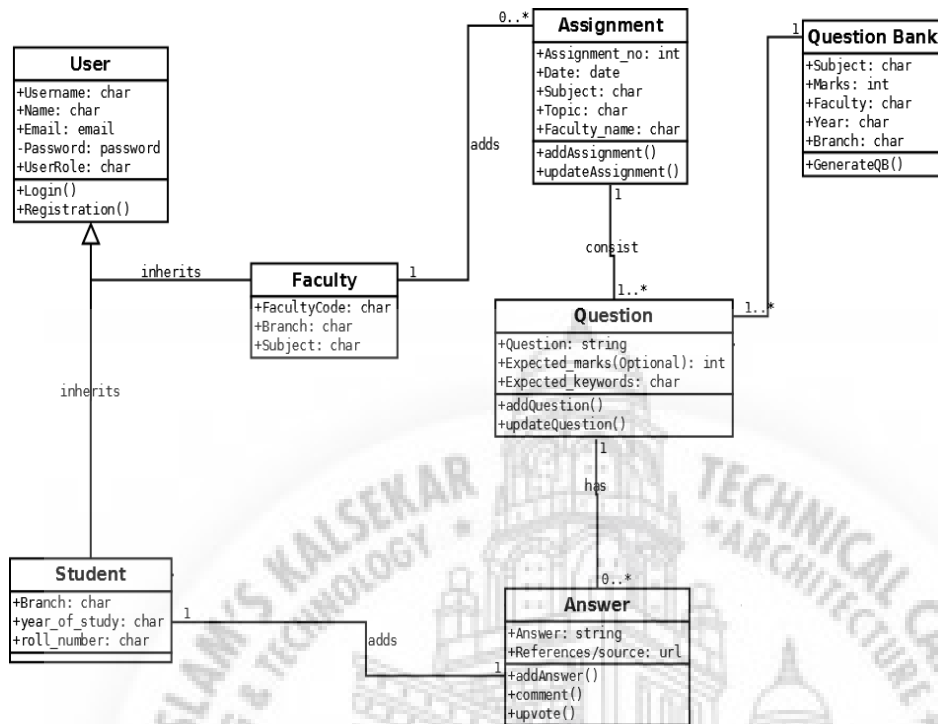 User
+Username: char
+Name: char
+Email: email
-Password: password
+UserRole: char
+Login()
+Registration()
0..*
Assignment
+Assignment_no: int
+Date: date
+Subject: char
+Topic: char
+Faculty_name: char
+addAssignment()
+updateAssignment()
1
Question Bank
+Subject: char
+Marks: int
+Faculty: char
+Year: char
+Branch: char
+GenerateQB()
adds
1
consist
inherits
Faculty
+FacultyCode: char
+Branch: char
+Subject: char
1
1..*
1..*
Question
+Question: string
+Expected_marks(Optional): int
+Expected_keywords: char
+addQuestion()
+updateQuestion()
inherits
1
has
0..*
Student
+Branch: char
+year_of_study: char
+roll_number: char
1
adds
1
Answer
+Answer: string
+References/source: url
+addAnswer()
+comment()
+upvote()
KALSEKAR
TECHNICAL
& TECHNOLOGY
ARCHITECTURE